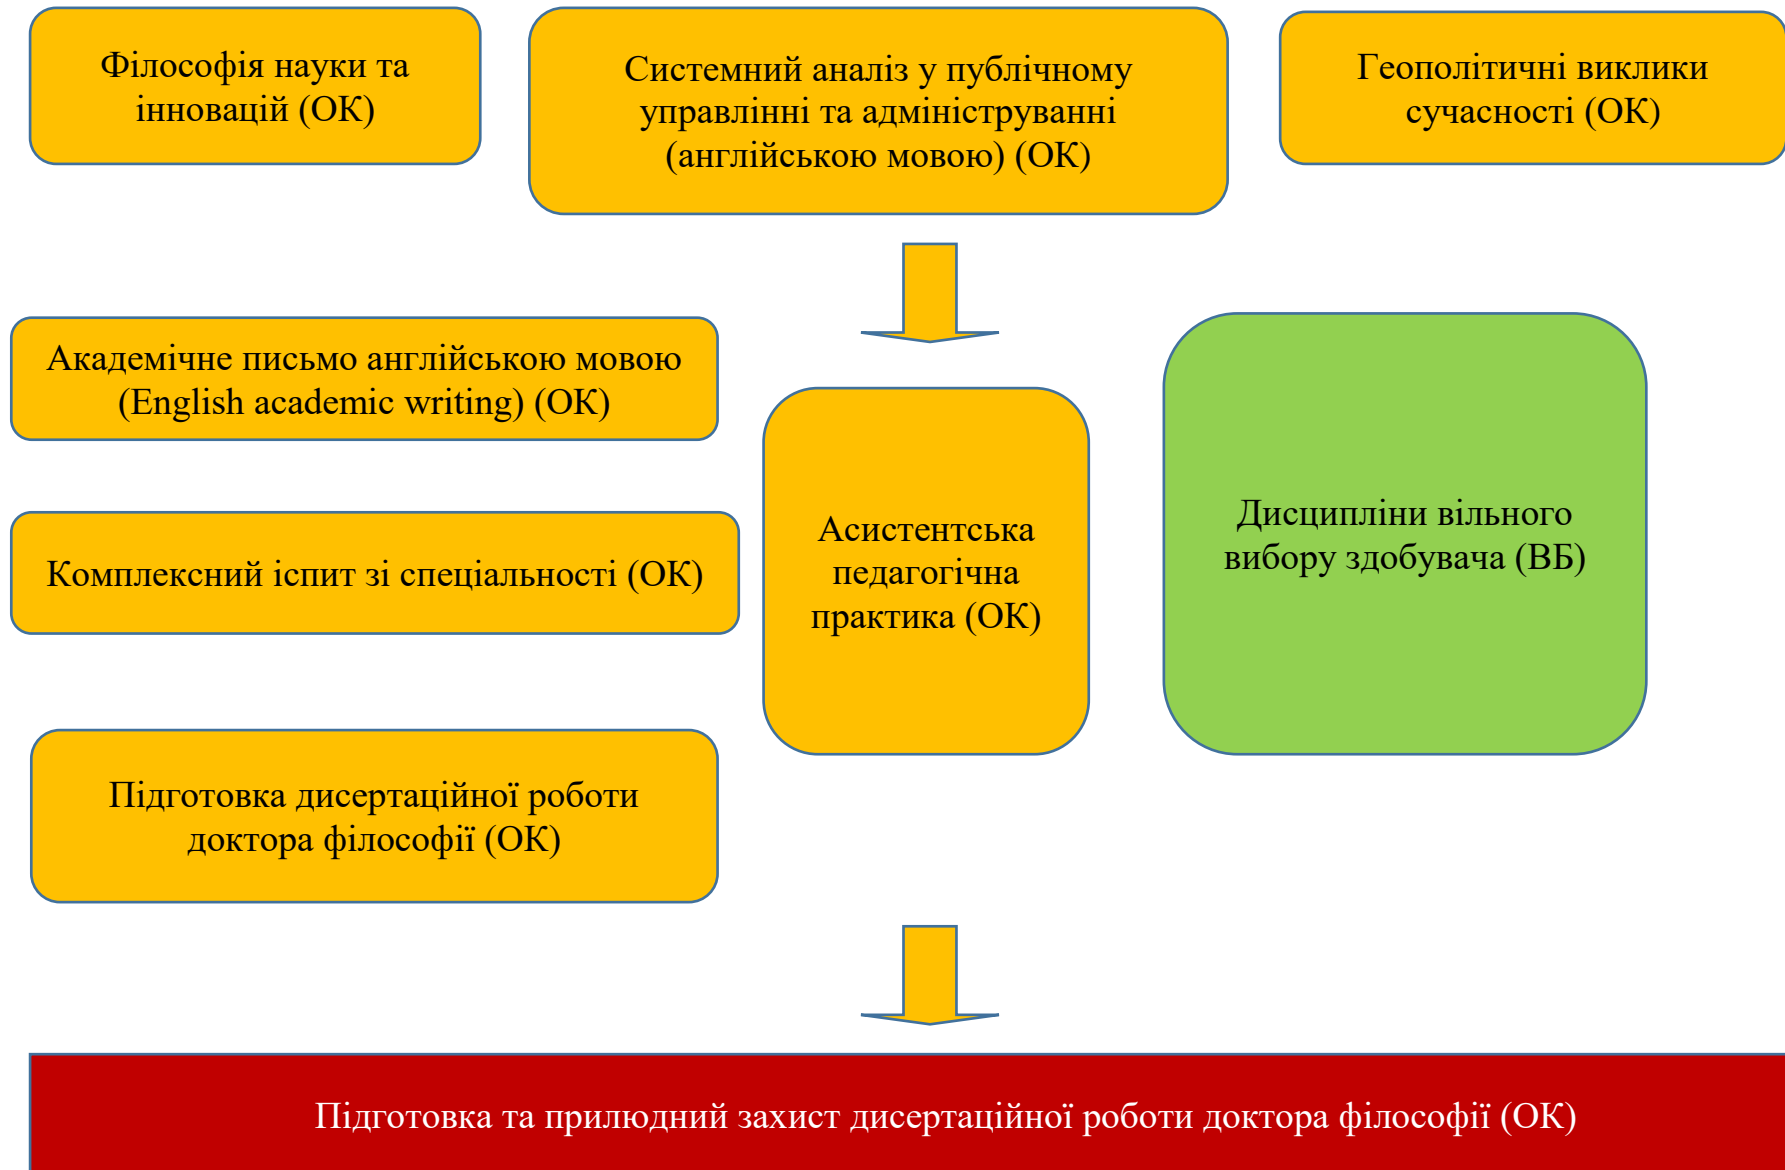 Філософія науки та
інновацій (ОК)
Системний аналіз у публічному
управлінні та адмініструванні
(англійською мовою) (ОК)
Геополітичні виклики
сучасності (ОК)
Академічне письмо англійською мовою
(English academic writing) (ОК)
Комплексний іспит зі спеціальності (ОК)
Асистентська
педагогічна
практика (ОК)
Дисципліни вільного
вибору здобувача (ВБ)
Підготовка дисертаційної роботи
доктора філософії (ОК)
Підготовка та прилюдний захист дисертаційної роботи доктора філософії (ОК)